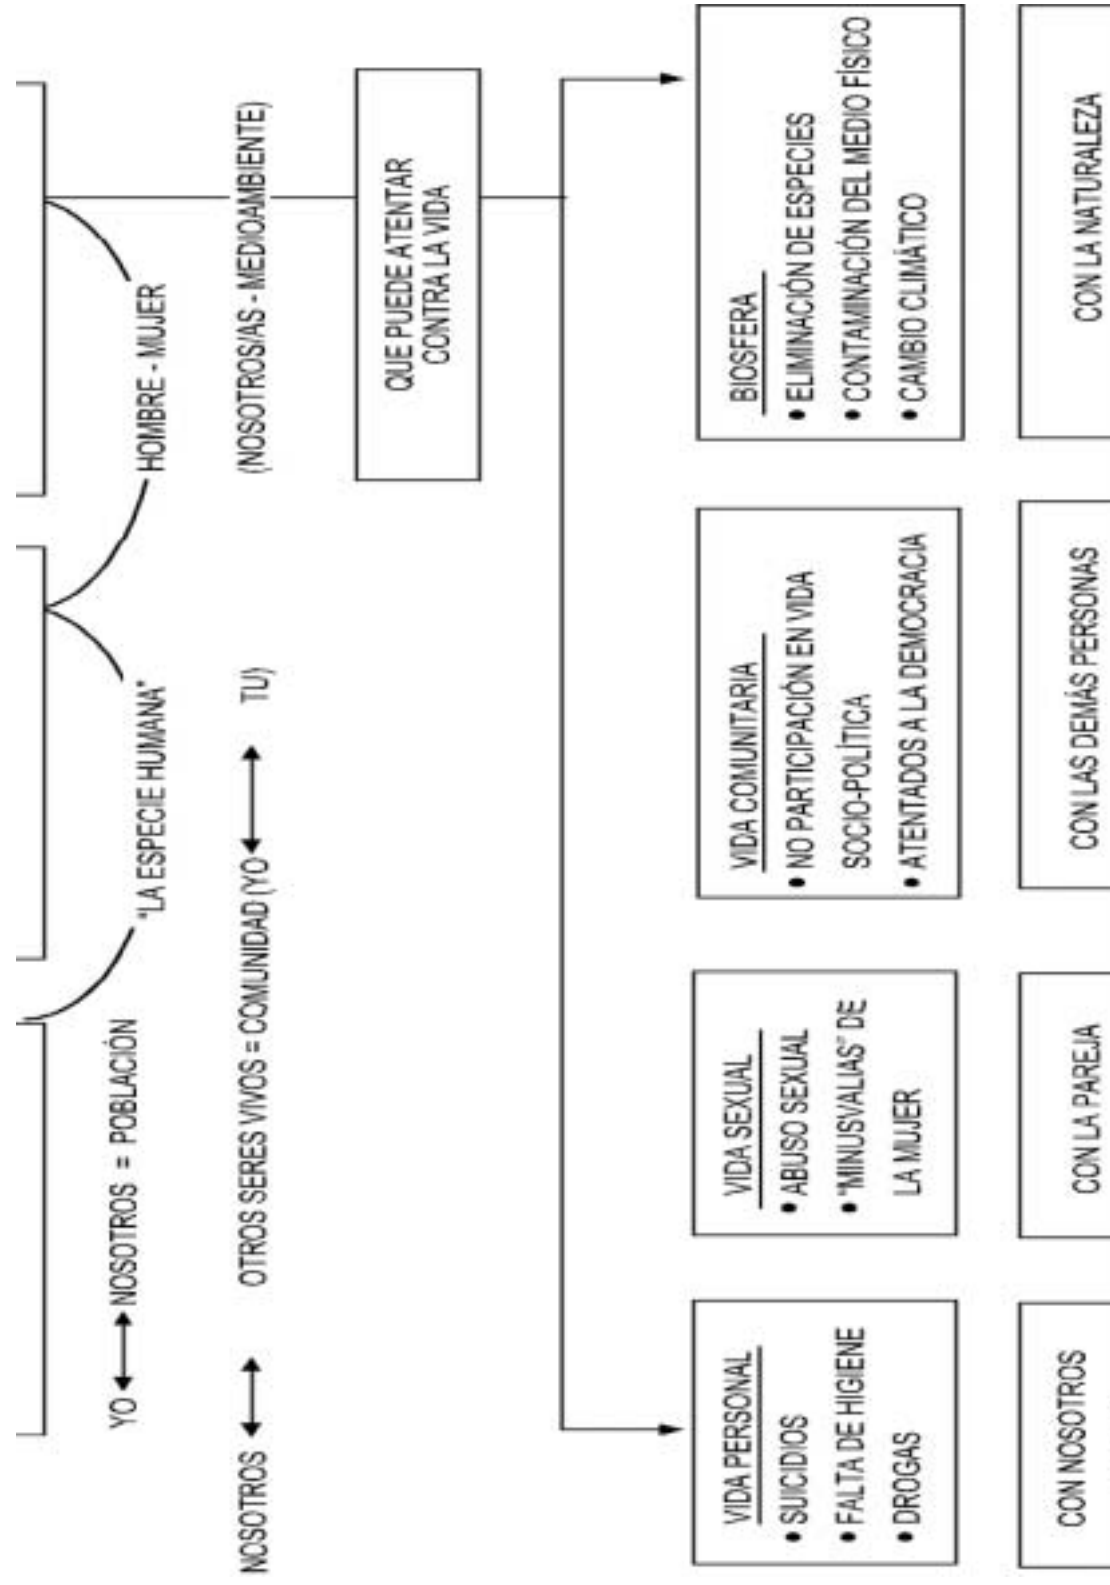 "LA ESPECIE HUMANA"
HOMBRE - MUJER
YO NOSOTROS = POBLACIÓN
NOSOTROS OTROS SERES VIVOS = COMUNIDAD (YO TU)
(NOSOTROS/AS - MEDIOAMBIENTE)
QUE PUEDE ATENTAR
CONTRA LA VIDA
VIDA PERSONAL
• SUICIDIOS
• FALTA DE HIGIENE
• DROGAS
VIDA SEXUAL
• ABUSO SEXUAL
• "MINUSVALIAS" DE
LA MUJER
VIDA COMUNITARIA
• NO PARTICIPACIÓN EN VIDA
SOCIO-POLÍTICA
• ATENTADOS A LA DEMOCRACIA
BIOSFERA
• ELIMINACIÓN DE ESPECIES
• CONTAMINACIÓN DEL MEDIO FÍSICO
• CAMBIO CLIMÁTICO
CON NOSOTROS
CON LA PAREJA
CON LAS DEMÁS PERSONAS
CON LA NATURALEZA